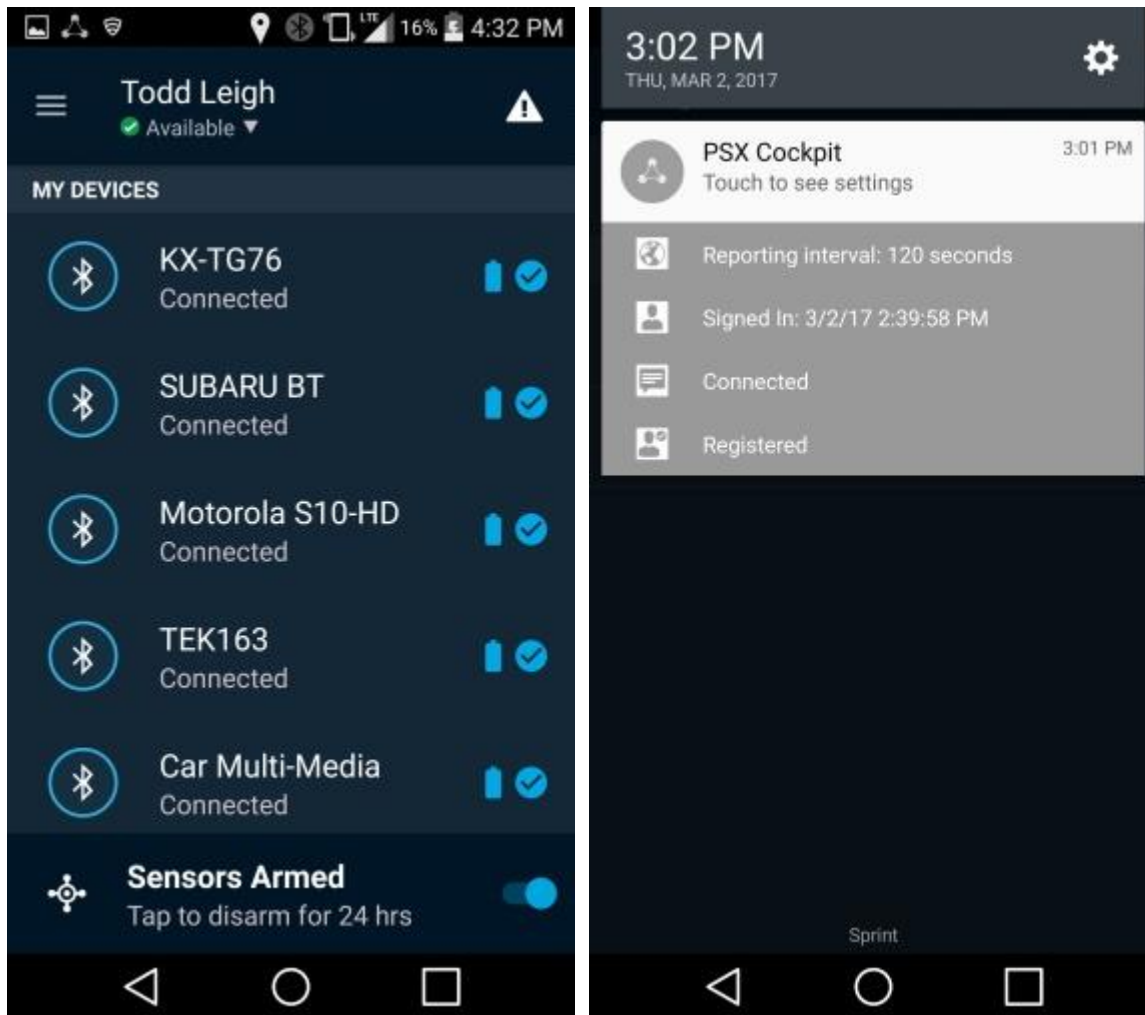 LTE 16% 4:32 PM
Todd Leigh
Available
MY DEVICES
KX-TG76
Connected
SUBARU BT
Connected
Motorola S10-HD
Connected
TEK163
Connected
Car Multi-Media
Connected
Sensors Armed
Tap to disarm for 24 hrs
3:02 PM
THU, MAR 2, 2017
PSX Cockpit 3:01 PM
Touch to see settings
Reporting interval: 120 seconds
Signed In: 3/2/17 2:39:58 PM
Connected
Registered
Sprint